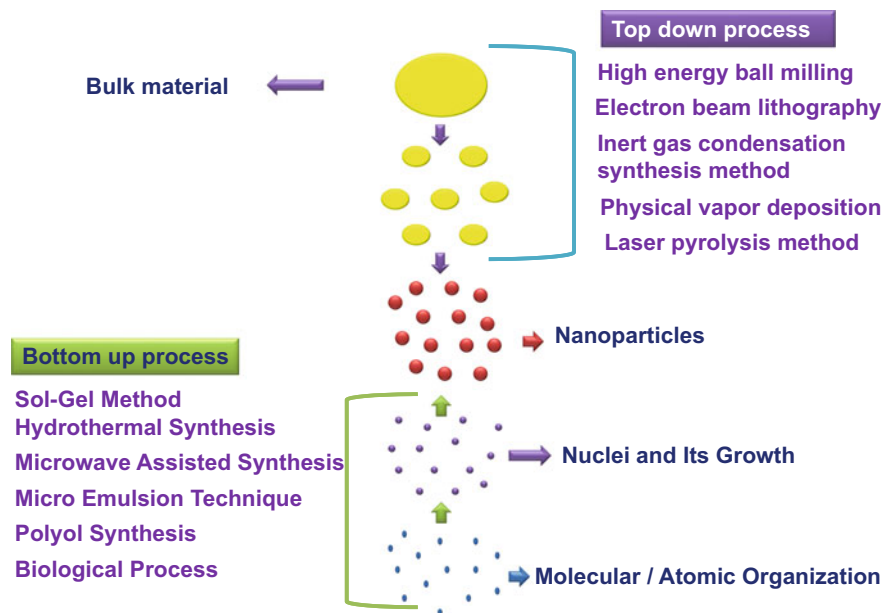 Top down process
High energy ball milling
Electron beam lithography
Inert gas condensation
synthesis method
Physical vapor deposition
Laser pyrolysis method
Bulk material
Nanoparticles
Bottom up process
Sol-Gel Method
Hydrothermal Synthesis
Microwave Assisted Synthesis
Micro Emulsion Technique
Polyol Synthesis
Biological Process
Nuclei and Its Growth
Molecular / Atomic Organization